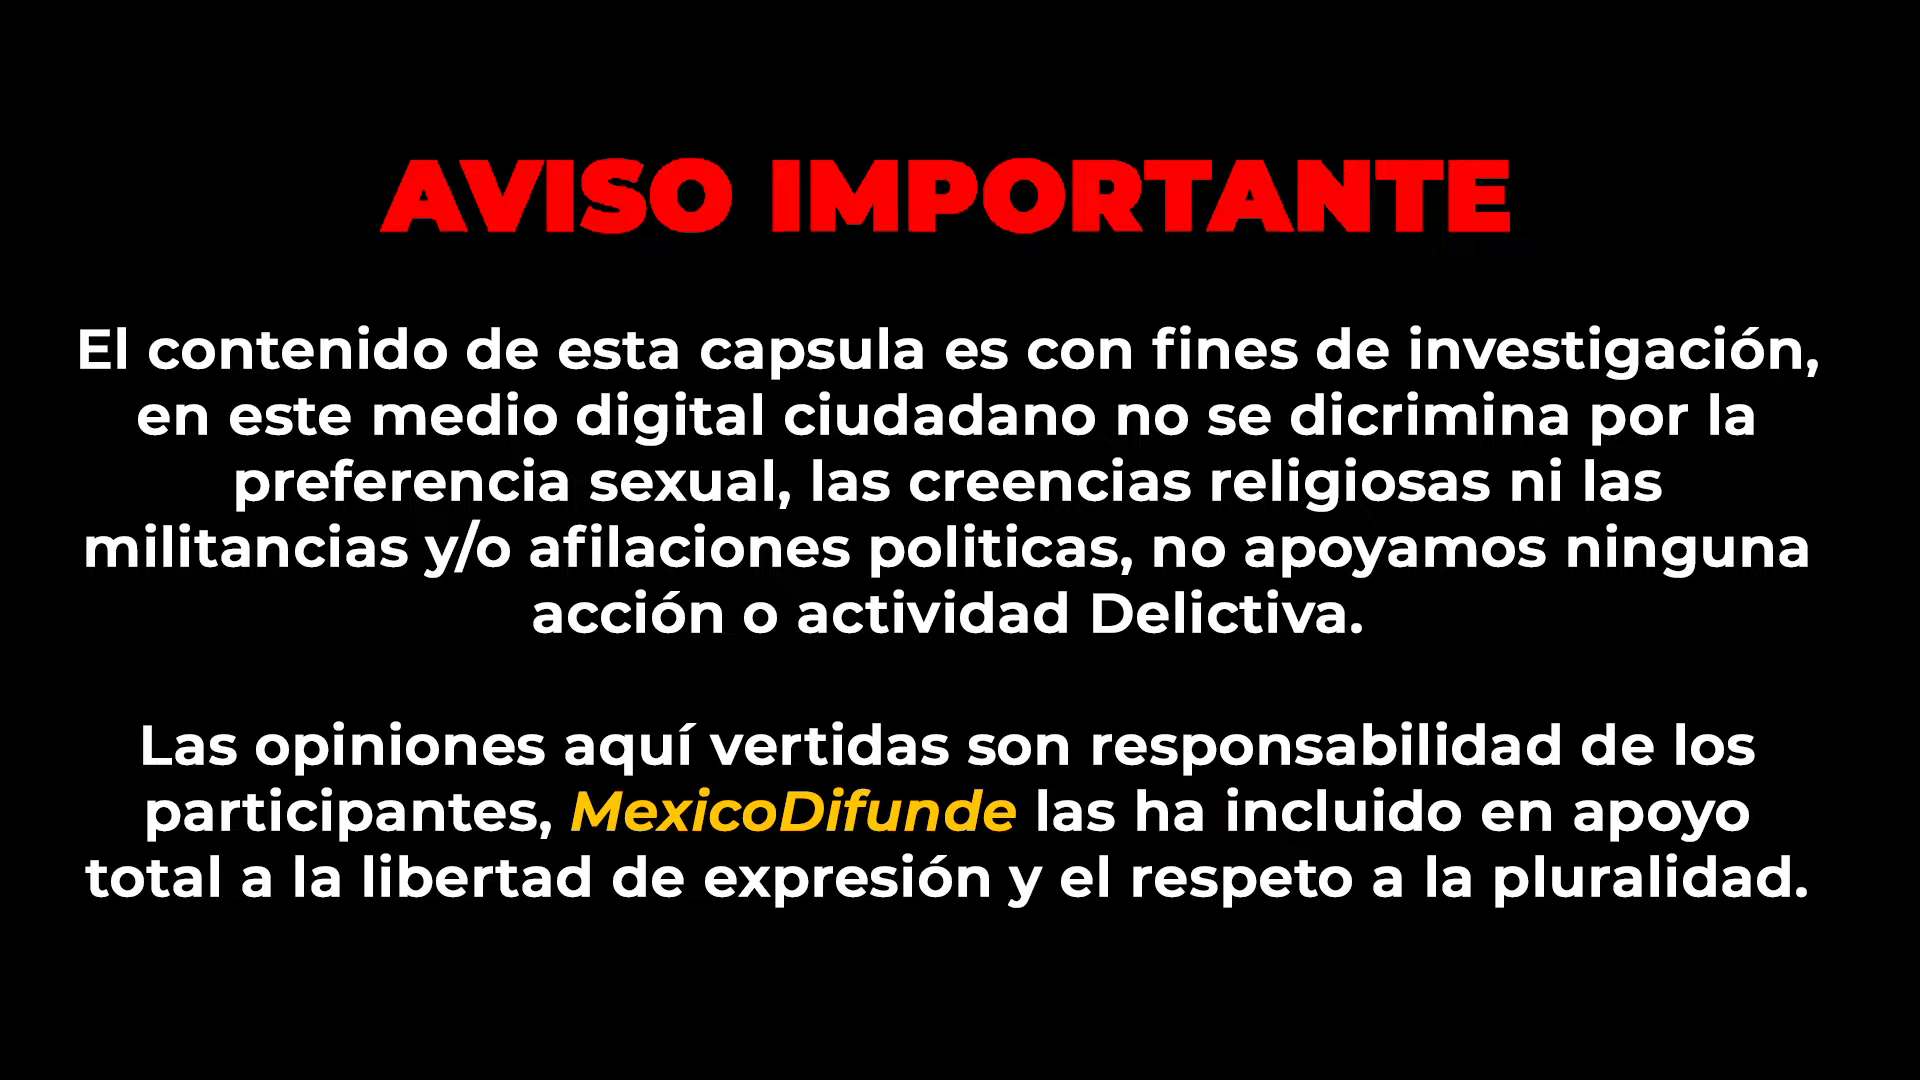 AVISO IMPORTANTE
El contenido de esta capsula es con fines de investigación,
en este medio digital ciudadano no se dicrimina por la
preferencia sexual, las creencias religiosas ni las
militancias y/o afilaciones politicas, no apoyamos ninguna
acción o actividad Delictiva.
Las opiniones aquí vertidas son responsabilidad de los
participantes, MexicoDifunde las ha incluido en apoyo
total a la libertad de expresión y el respeto a la pluralidad.